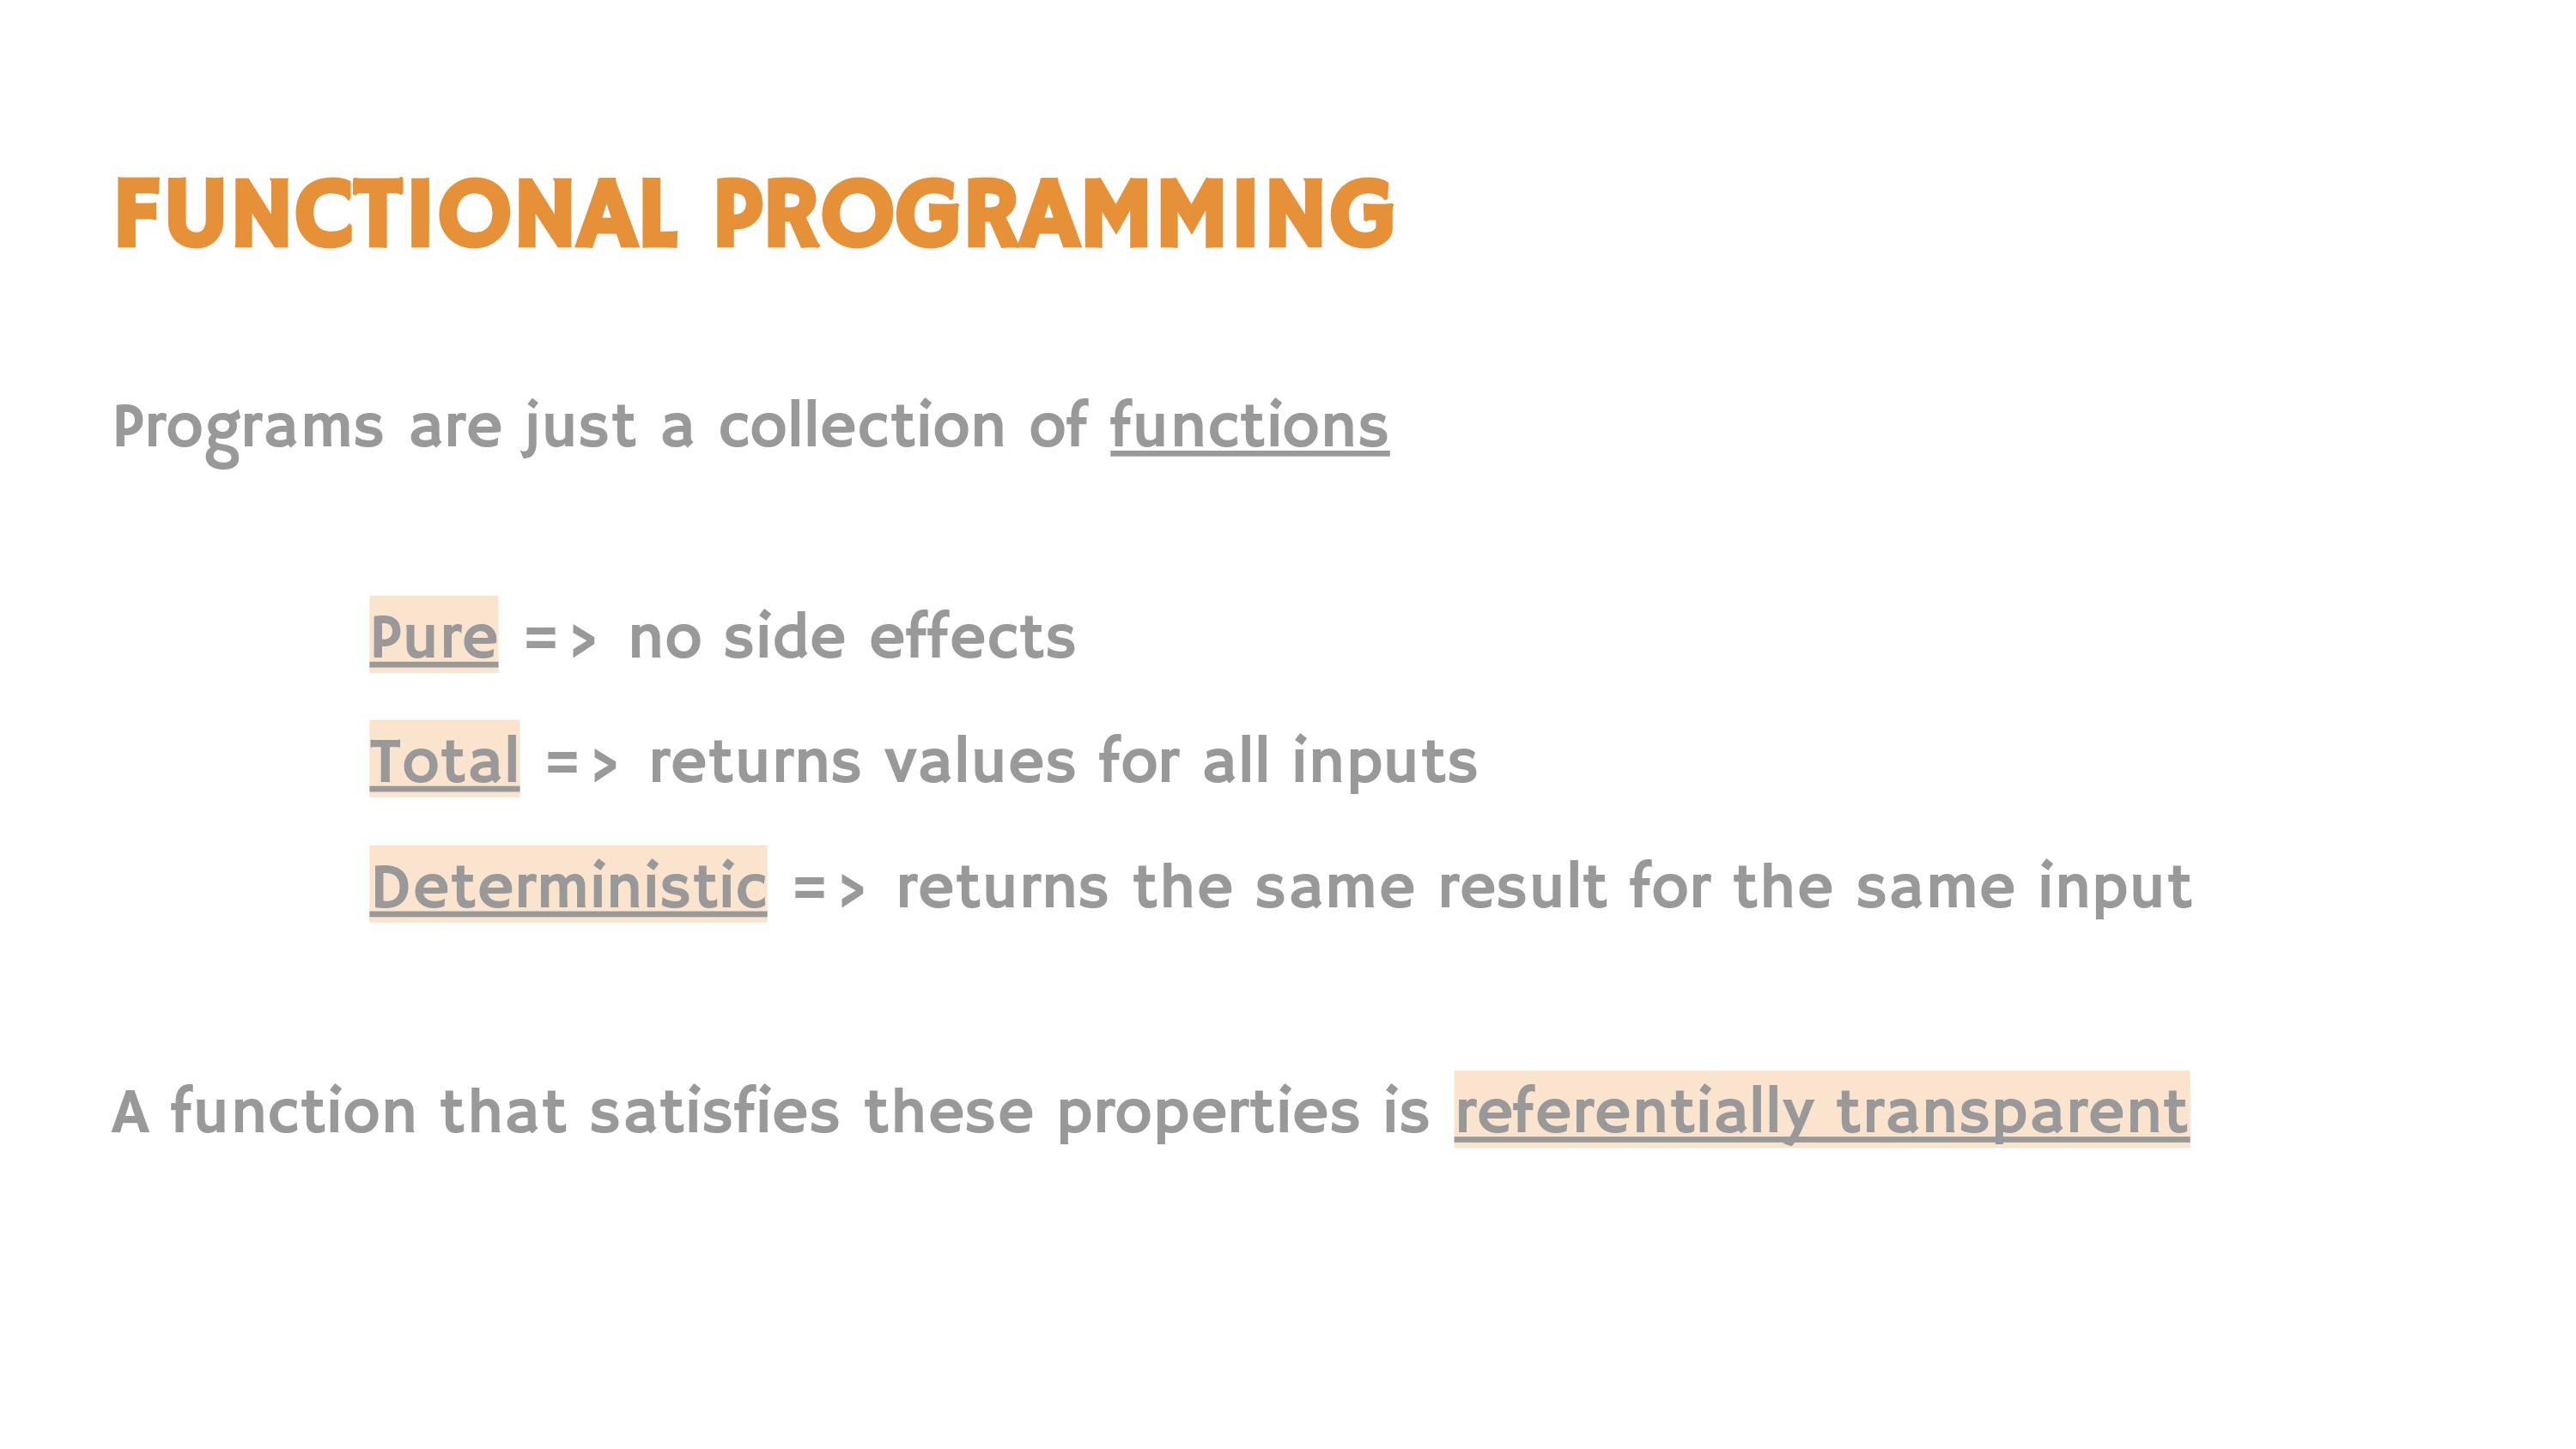 FUNCTIONAL PROGRAMMING
Programs are just a collection of functions
Pure => no side effects
Total => returns values for all inputs
Deterministic => returns the same result for the same input
A function that satisfies these properties is referentially transparent